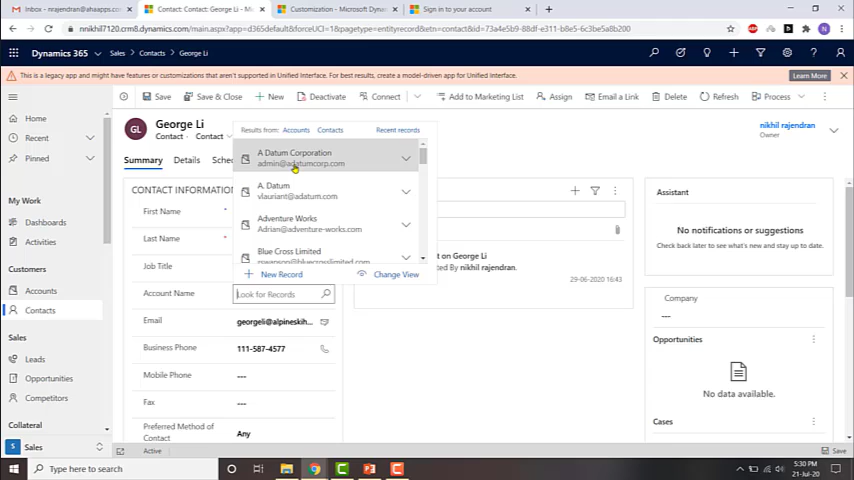 Inbox - nrajendran@ahaapps.c
Contact: Contact: George Li -
Customization - Microsoft Dynam
Sign in to your account
nnikhil7120.crm8.dynamics.com/main.aspx?app=d365default&forceUCI=1&pagetype=entityrecord&etn=contact&id=73a4e5b9-d88f-ea11-b8e5-6c3be5a8b200
Dynamics 365
Sales
Contacts
George Li
This is a legacy app and might have features or customizations that aren't supported in Unified Interface. For best results, create a model-driven app for Unified Interface.
Learn More
Home
Recent
Pinned
My Work
Dashboards
Activities
Customers
Accounts
Contacts
Sales
Leads
Opportunities
Competitors
Collateral
S Sales
Save
Save & Close
New
Deactivate
Connect
Add to Marketing List
Assign
Email a Link
Delete
Refresh
Process
GL
George Li
Contact · Contact
nikhil rajendran
Owner
Summary Details Sche
CONTACT INFORMATION
First Name *
Last Name *
Job Title
Account Name
Look for Records
Email
georgeli@alpineskih...
Business Phone
111-587-4577
Mobile Phone
---
Fax
---
Preferred Method of
Contact
Any
Results from: Accounts Contacts Recent records
A Datum Corporation
admin@adatumcorp.com
A. Datum
vlauriant@adatum.com
Adventure Works
Adrian@adventure-works.com
Blue Cross Limited
New Record
Change View
t on George Li
ted By nikhil rajendran.
29-06-2020 16:43
Assistant
No notifications or suggestions
Check back later to see what's new and stay up to date.
Company
---
Opportunities
No data available.
Cases
Active
Save
Type here to search
5:30 PM
21-Jul-20